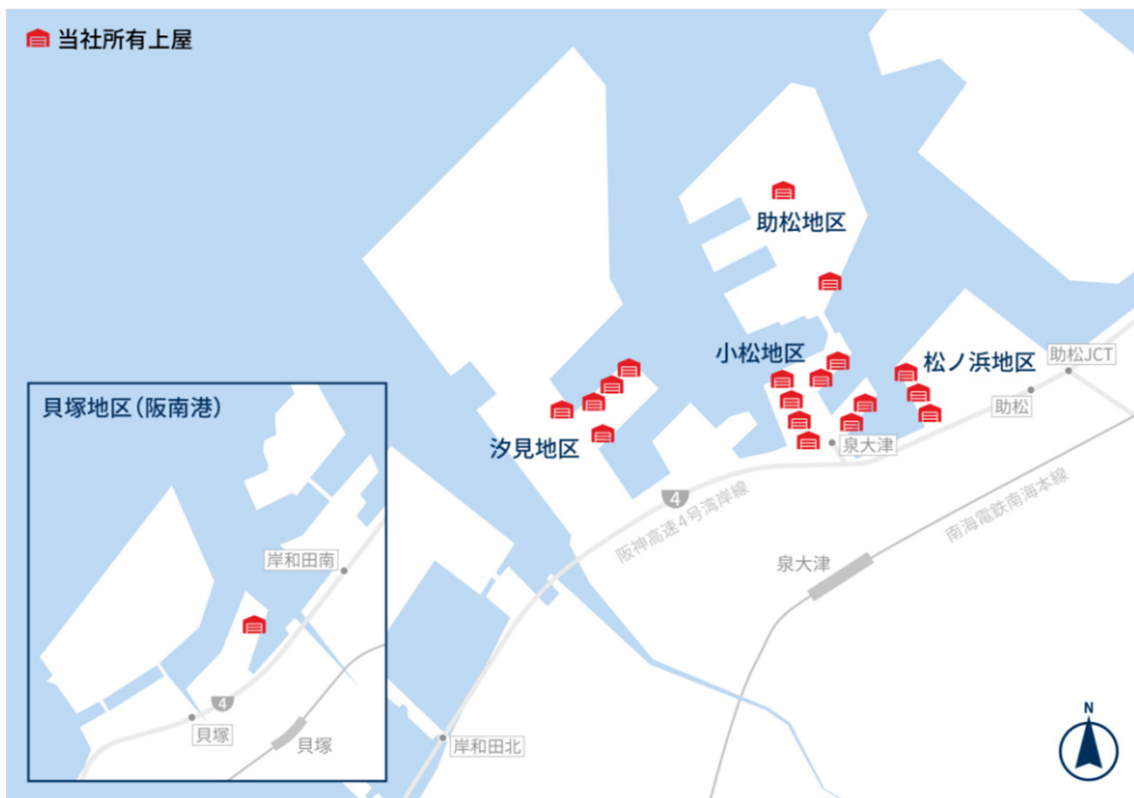 当社所有上屋
助松地区
小松地区
松ノ浜地区
助松JCT
助松
汐見地区
泉大津
4
阪神高速4号湾岸線
南海電鉄南海本線
泉大津
貝塚地区（阪南港）
岸和田南
4
貝塚
貝塚
岸和田北
N